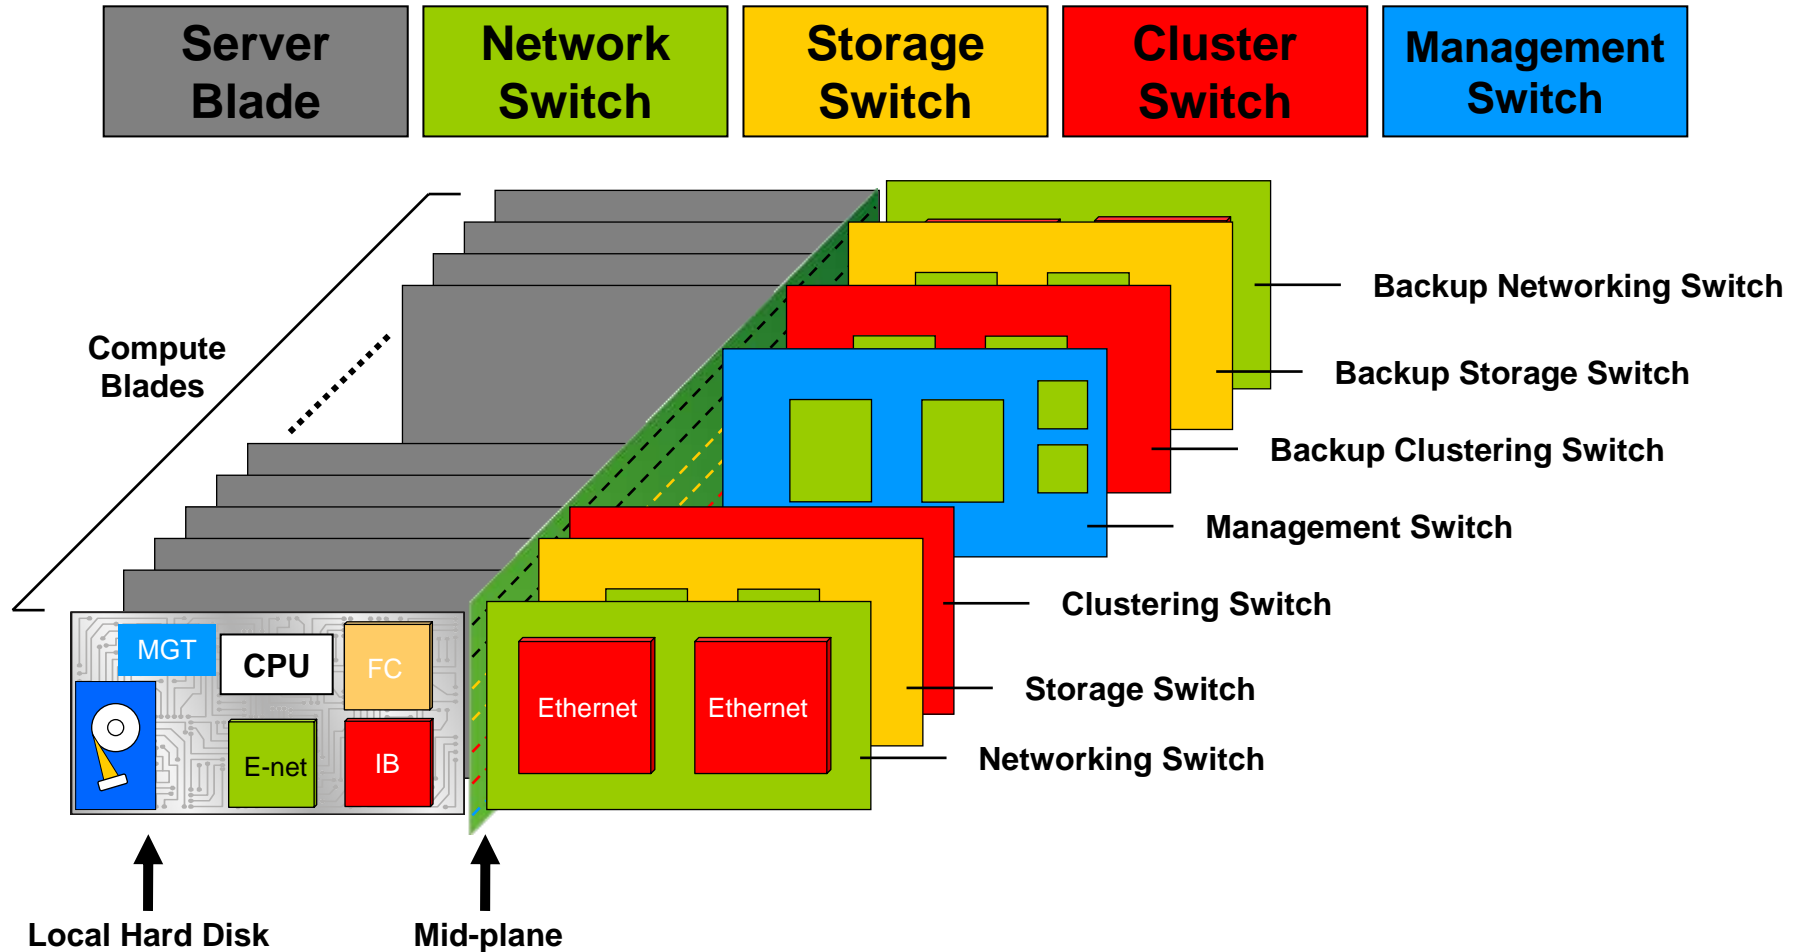 Server
Blade
Network
Switch
Storage
Switch
Cluster
Switch
Management
Switch
Compute
Blades
Backup Networking Switch
Backup Storage Switch
Backup Clustering Switch
Management Switch
Clustering Switch
Storage Switch
Networking Switch
MGT
CPU
FC
E-net
IB
Ethernet
Ethernet
Local Hard Disk
Mid-plane